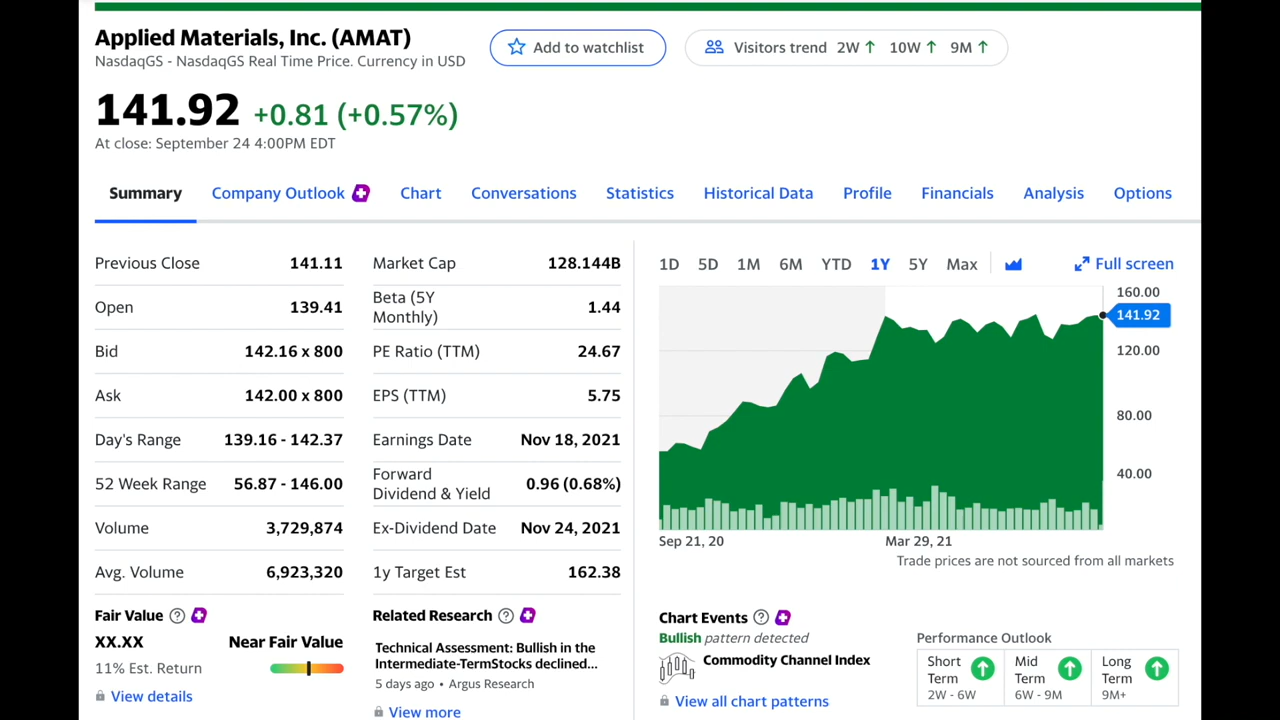 Applied Materials, Inc. (AMAT)
NasdaqGS - NasdaqGS Real Time Price. Currency in USD
Add to watchlist
Visitors trend 2W ↑ 10W ↑ 9M ↑
141.92 +0.81 (+0.57%)
At close: September 24 4:00PM EDT
Summary Company Outlook Chart Conversations Statistics Historical Data Profile Financials Analysis Options
Previous Close 141.11
Open 139.41
Bid 142.16 x 800
Ask 142.00 x 800
Day's Range 139.16 - 142.37
52 Week Range 56.87 - 146.00
Volume 3,729,874
Avg. Volume 6,923,320
Market Cap 128.144B
Beta (5Y
Monthly) 1.44
PE Ratio (TTM) 24.67
EPS (TTM) 5.75
Earnings Date Nov 18, 2021
Forward
Dividend & Yield 0.96 (0.68%)
Ex-Dividend Date Nov 24, 2021
1y Target Est 162.38
1D 5D 1M 6M YTD 1Y 5Y Max Full screen
160.00
141.92
120.00
80.00
40.00
Sep 21, 20 Mar 29, 21
Trade prices are not sourced from all markets
Fair Value
XX.XX Near Fair Value
11% Est. Return
View details
Related Research
Technical Assessment: Bullish in the
Intermediate-TermStocks declined...
5 days ago • Argus Research
View more
Chart Events
Bullish pattern detected
Commodity Channel Index
View all chart patterns
Performance Outlook
Short
Term
2W - 6W
Mid
Term
6W - 9M
Long
Term
9M+